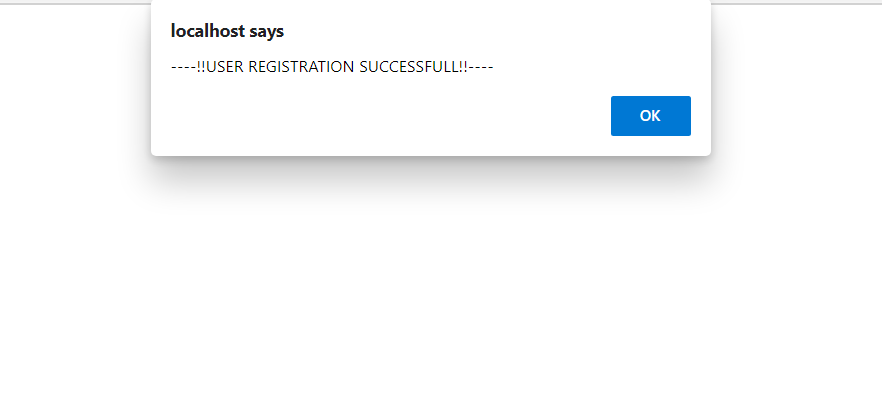 localhost says
----!!USER REGISTRATION SUCCESSFULL!!----
OK